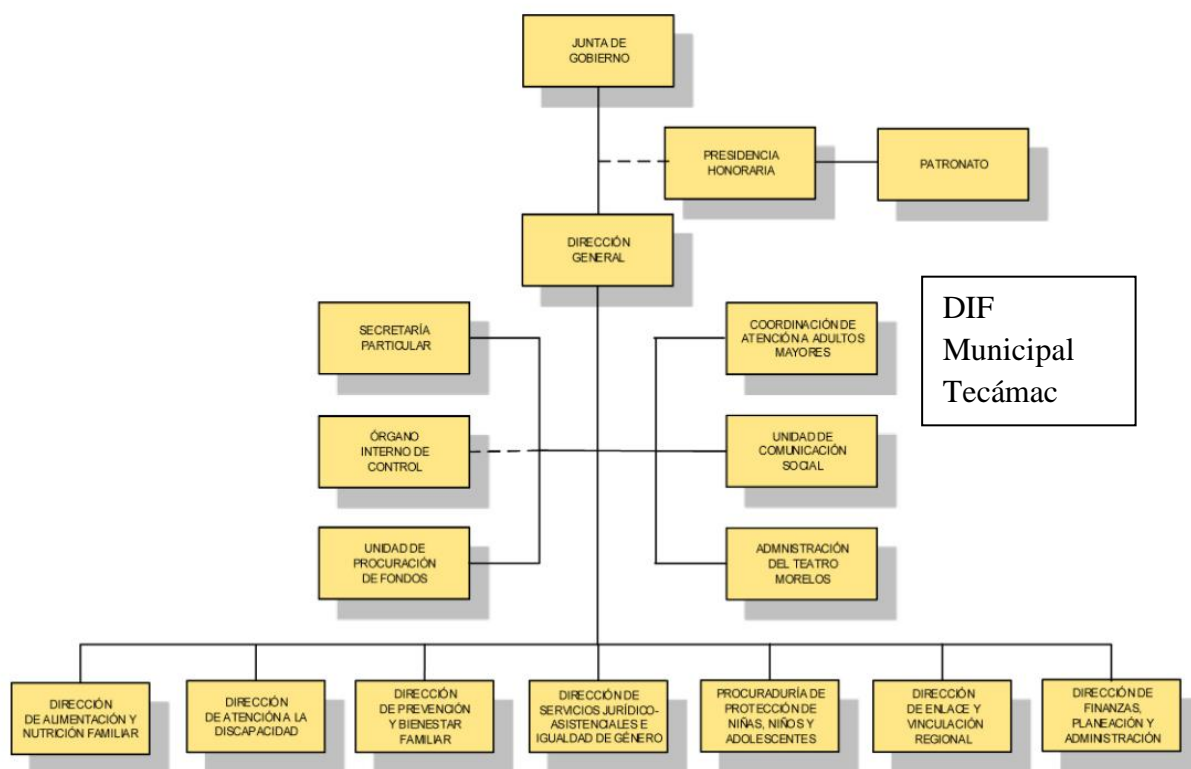 JUNTA DE
GOBIERNO
PRESIDENCIA
HONORARIA
PATRONATO
DIRECCIÓN
GENERAL
DIF
Municipal
Tecámac
SECRETARÍA
PARTICULAR
COORDINACIÓN DE
ATENCIÓN A ADULTOS
MAYORES
ÓRGANO
INTERNO DE
CONTROL
UNIDAD DE
COMUNICACIÓN
SOCIAL
UNIDAD DE
PROCURACIÓN
DE FONDOS
ADMNISTRACIÓN
DEL TEATRO
MORELOS
DIRECCIÓN
DE ALIMENTACIÓN Y
NUTRICIÓN FAMILIAR
DIRECCIÓN
DE ATENCIÓN A LA
DISCAPACIDAD
DIRECCIÓN
DE PREVENCIÓN
Y BIENESTAR
FAMILIAR
DIRECCIÓN DE
SERVICIOS JURÍDICO-
ASISTENCIALES E
IGUALDAD DE GÉNERO
PROCURADURÍA DE
PROTECCIÓN DE
NIÑAS, NIÑOS Y
ADOLESCENTES
DIRECCIÓN
DE ENLACE Y
VINCULACIÓN
REGIONAL
DIRECCIÓN DE
FINANZAS,
PLANEACIÓN Y
ADMINISTRACIÓN